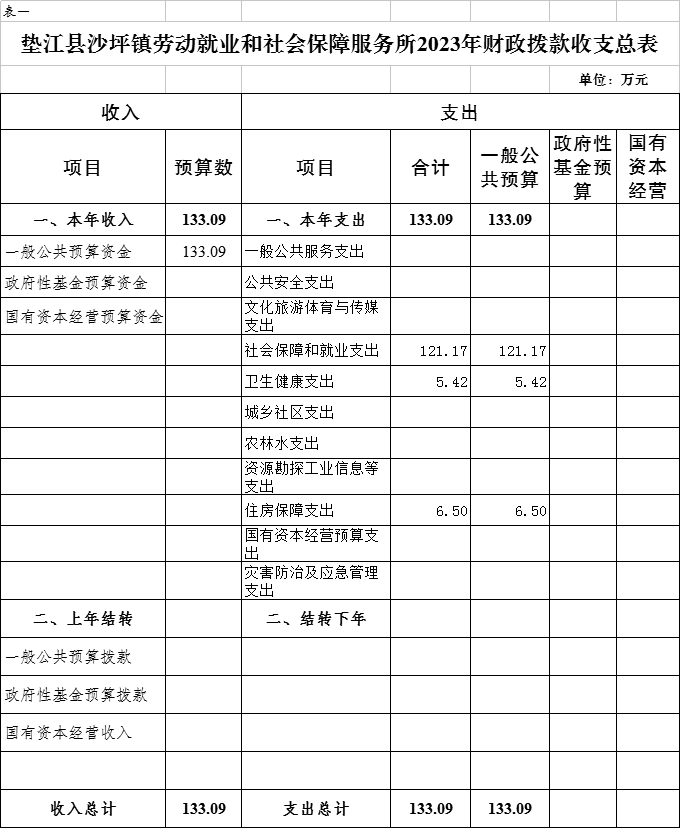 表一
垫江县沙坪镇劳动就业和社会保障服务所2023年财政拨款收支总表
单位：万元
收入 支出
项目 预算数 项目 合计 一般公共预算 政府性基金预算 国有资本经营
一、本年收入 133.09 一、本年支出 133.09 133.09
一般公共预算资金 133.09 一般公共服务支出
政府性基金预算资金 公共安全支出
国有资本经营预算资金 文化旅游体育与传媒支出
社会保障和就业支出 121.17 121.17
卫生健康支出 5.42 5.42
城乡社区支出
农林水支出
资源勘探工业信息等支出
住房保障支出 6.50 6.50
国有资本经营预算支出
灾害防治及应急管理支出
二、上年结转 二、结转下年
一般公共预算拨款
政府性基金预算拨款
国有资本经营收入
收入总计 133.09 支出总计 133.09 133.09